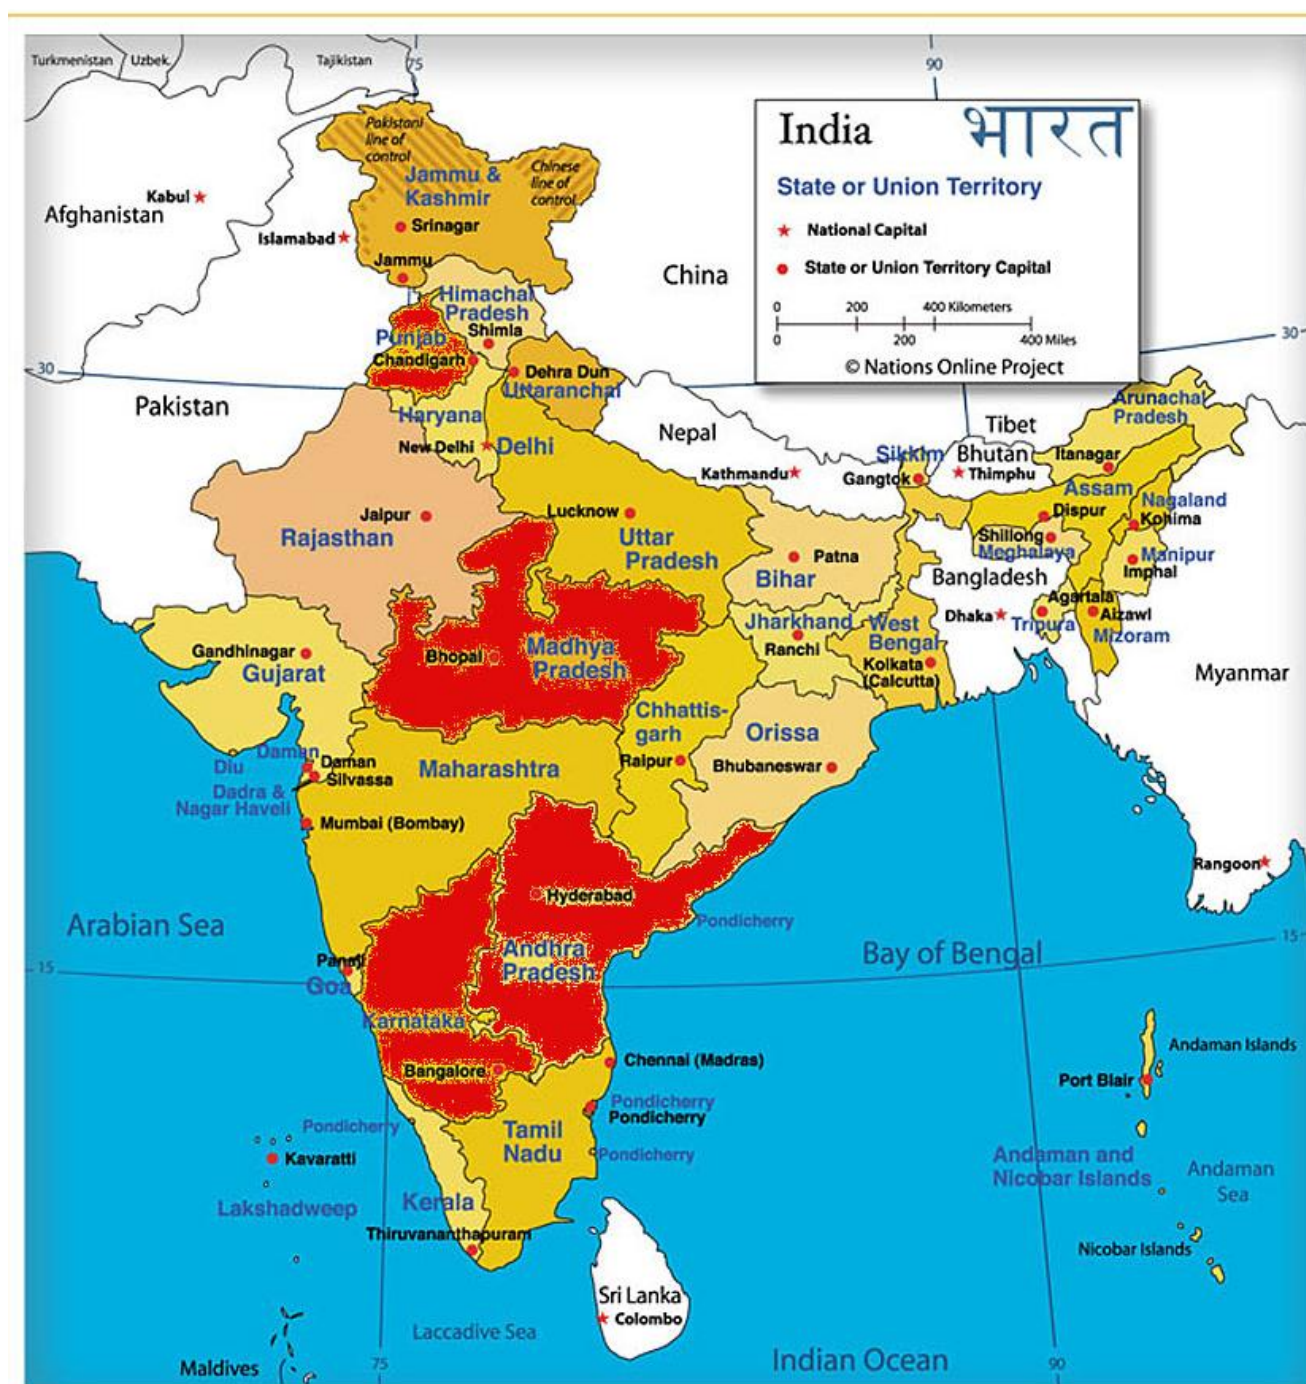 Turkmenistan
Uzbek.
Tajikistan
75
90
Pakistani
line of
control
Chinese
line of
control
India
भारत
State or Union Territory
National Capital
State or Union Territory Capital
0 200 400 Kilometers
0 200 400 Miles
© Nations Online Project
Jammu &
Kashmir
Kabul
Afghanistan
Islamabad
Srinagar
Jammu
China
Himachal
Pradesh
Shimla
Punjab
Chandigarh
30
30
Dehra Dun
Uttaranchal
Pakistan
Haryana
New Delhi
Delhi
Nepal
Kathmandu
Tibet
Bhutan
Thimphu
Sikkim
Gangtok
Arunachal
Pradesh
Itanagar
Assam
Dispur
Nagaland
Kohima
Shillong
Meghalaya
Manipur
Imphal
Jaipur
Rajasthan
Lucknow
Uttar
Pradesh
Patna
Bihar
Bangladesh
Dhaka
Agartala
Tripura
Aizawl
Mizoram
Jharkhand
Ranchi
West
Bengal
Kolkata
(Calcutta)
Myanmar
Gandhinagar
Gujarat
Bhopal
Madhya
Pradesh
Chhattis-
garh
Raipur
Orissa
Bhubaneswar
Daman
Diu
Daman
Silvassa
Dadra &
Nagar Haveli
Maharashtra
Mumbai (Bombay)
Rangoon
Hyderabad
Pondicherry
Arabian Sea
Andhra
Pradesh
Bay of Bengal
15
15
Panaji
Goa
Karnataka
Bangalore
Chennai (Madras)
Andaman Islands
Port Blair
Pondicherry
Pondicherry
Pondicherry
Tamil
Nadu
Pondicherry
Kavaratti
Lakshadweep
Kerala
Thiruvananthapuram
Andaman and
Nicobar Islands
Andaman
Sea
Nicobar Islands
Sri Lanka
Colombo
Laccadive Sea
Maldives
75
Indian Ocean
90